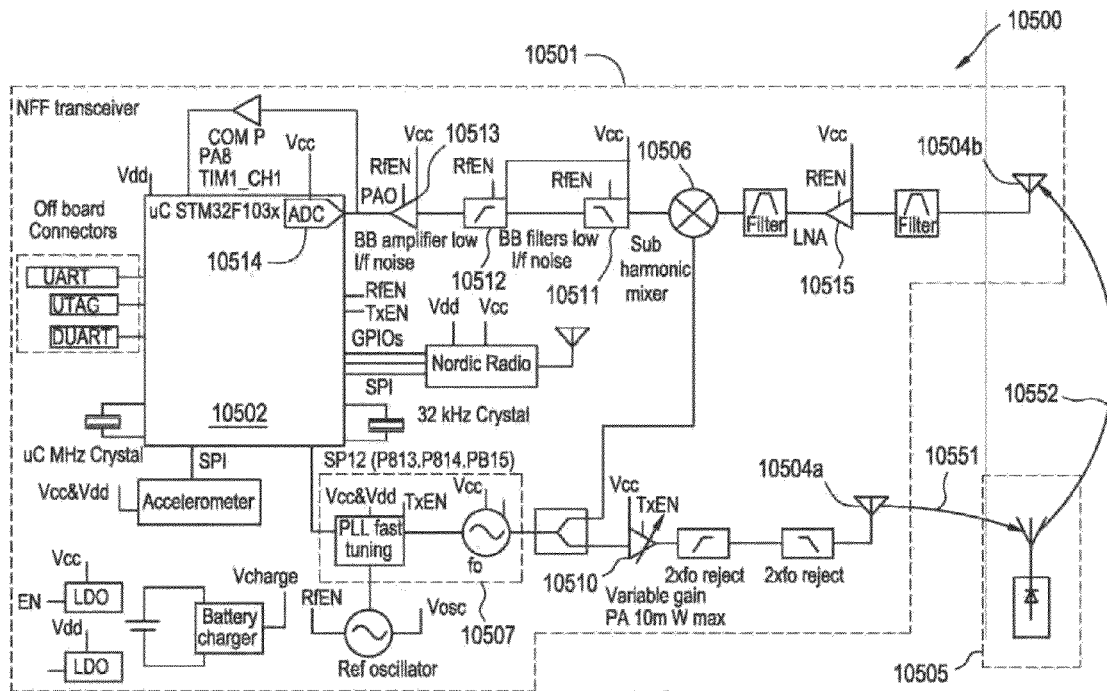 10500
10501
NFF transceiver
COM P
PA8
TIM1_CH1
Vcc
10513
Vcc
10506
Vcc
10504b
Vdd
Vcc
RfEN
RfEN
RfEN
RfEN
PAO
uC STM32F103x
ADC
Filter
Filter
LNA
Off board
Connectors
10514
BB amplifier low
I/f noise
10512
BB filters low
I/f noise
10511
Sub
harmonic
mixer
10515
UART
UTAG
DUART
RfEN
TxEN
GPIOs
Vdd
Vcc
Nordic Radio
SPI
10502
32 kHz Crystal
10552
uC MHz Crystal
SPI
SP12 (P813.P814.PB15)
10504a
10551
Vcc&Vdd
Accelerometer
Vcc&Vdd
TxEN
Vcc
PLL fast
tuning
fo
Vcc
TxEN
10510
2xfo reject
2xfo reject
Variable gain
PA 10m W max
Vcc
EN
LDO
Vcharge
Battery
charger
RfEN
Vosc
10507
Vdd
LDO
Ref oscillator
10505